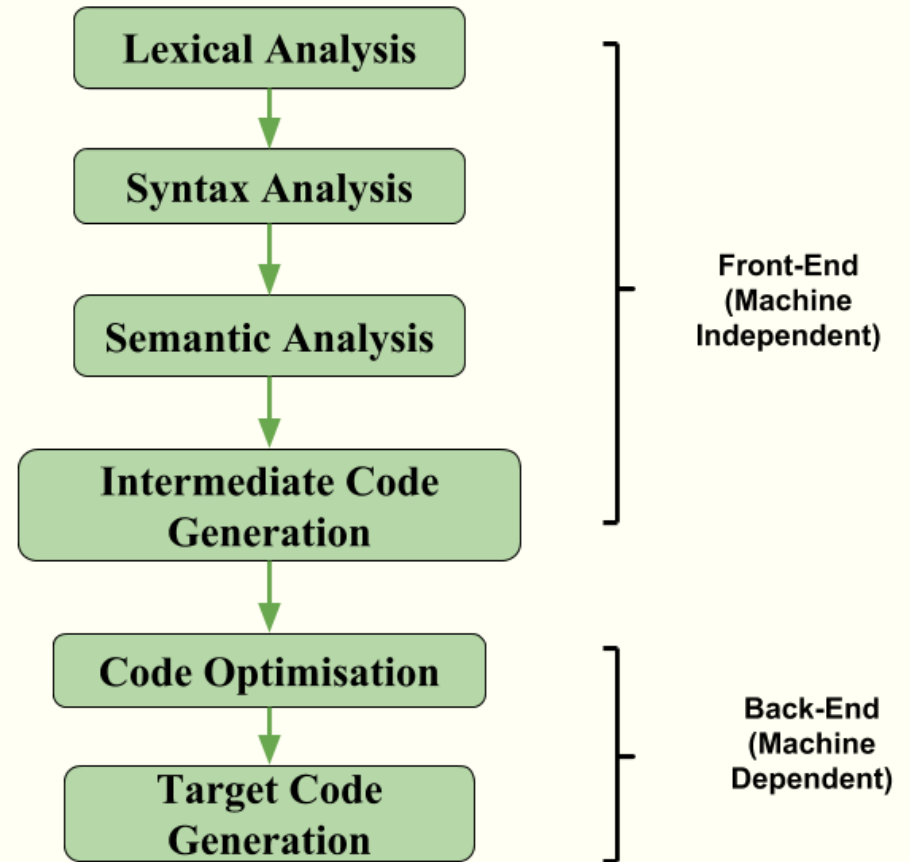 Lexical Analysis
Syntax Analysis
Semantic Analysis
Intermediate Code
Generation
Front-End
(Machine
Independent)
Code Optimisation
Target Code
Generation
Back-End
(Machine
Dependent)